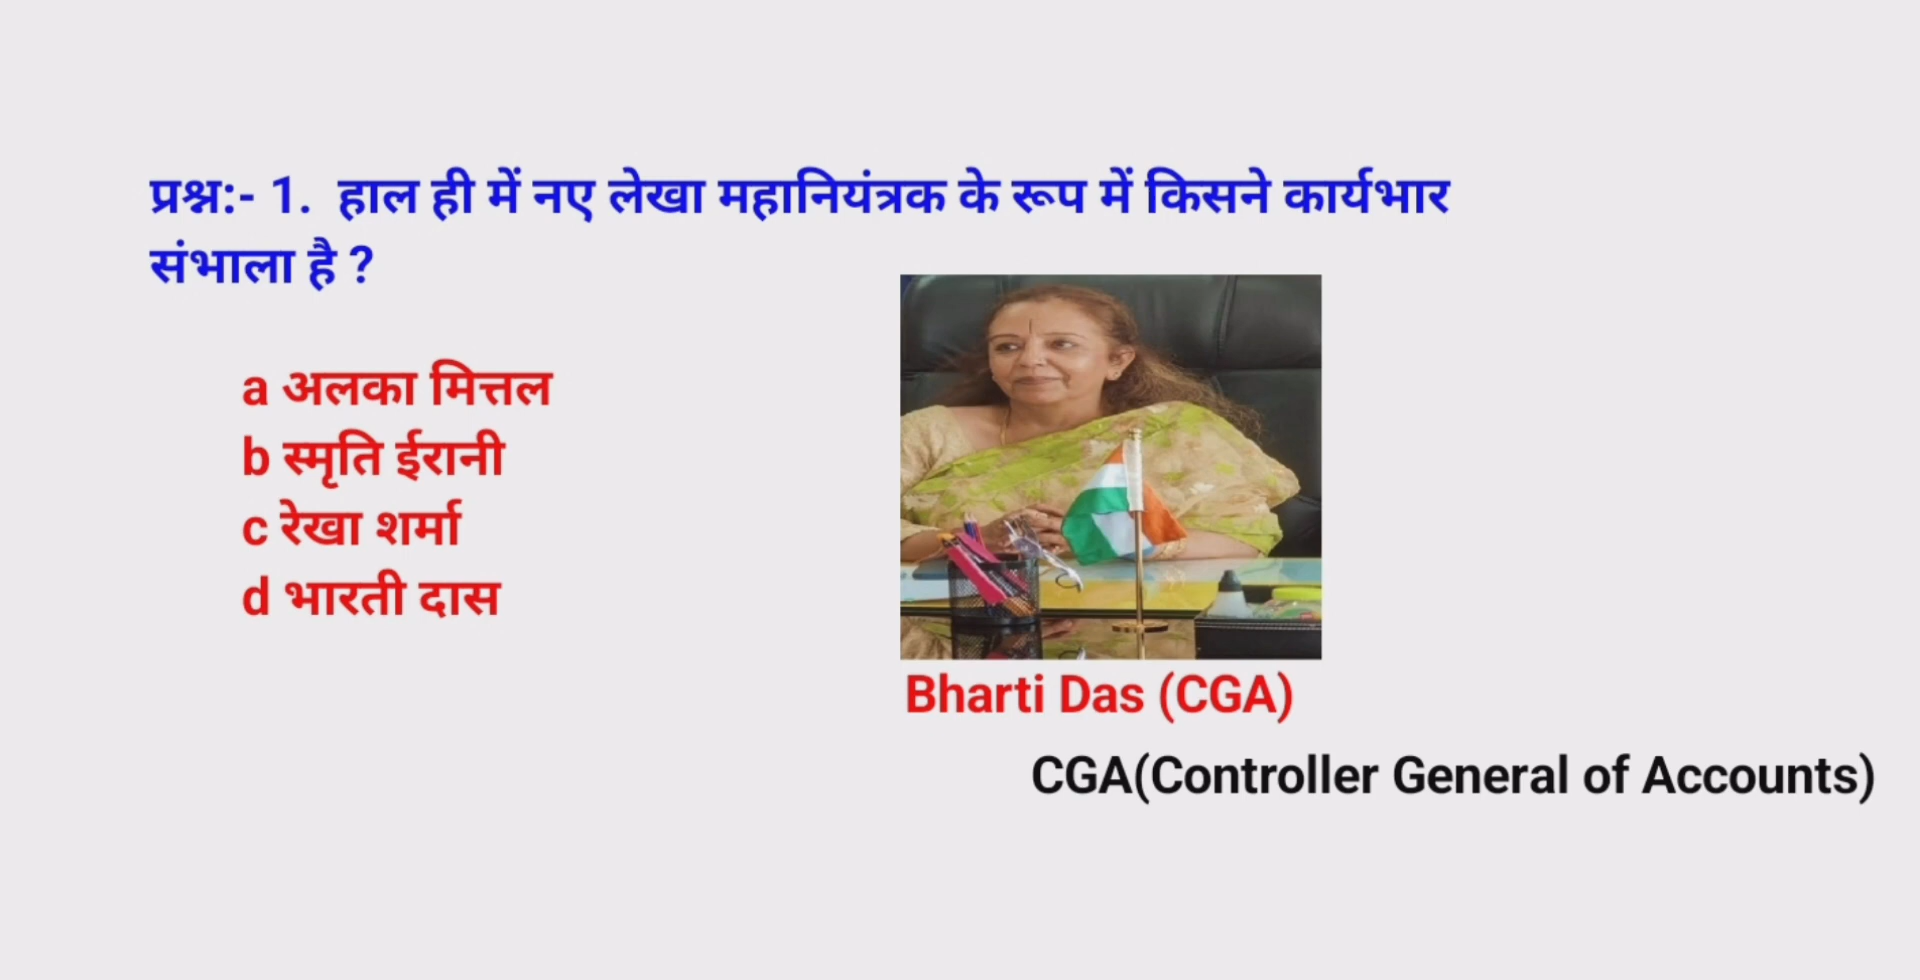 प्रश्न:- 1. हाल ही में नए लेखा महानियंत्रक के रूप में किसने कार्यभार
संभाला है ?
a अलका मित्तल
b स्मृति ईरानी
c रेखा शर्मा
d भारती दास
Bharti Das (CGA)
CGA(Controller General of Accounts)